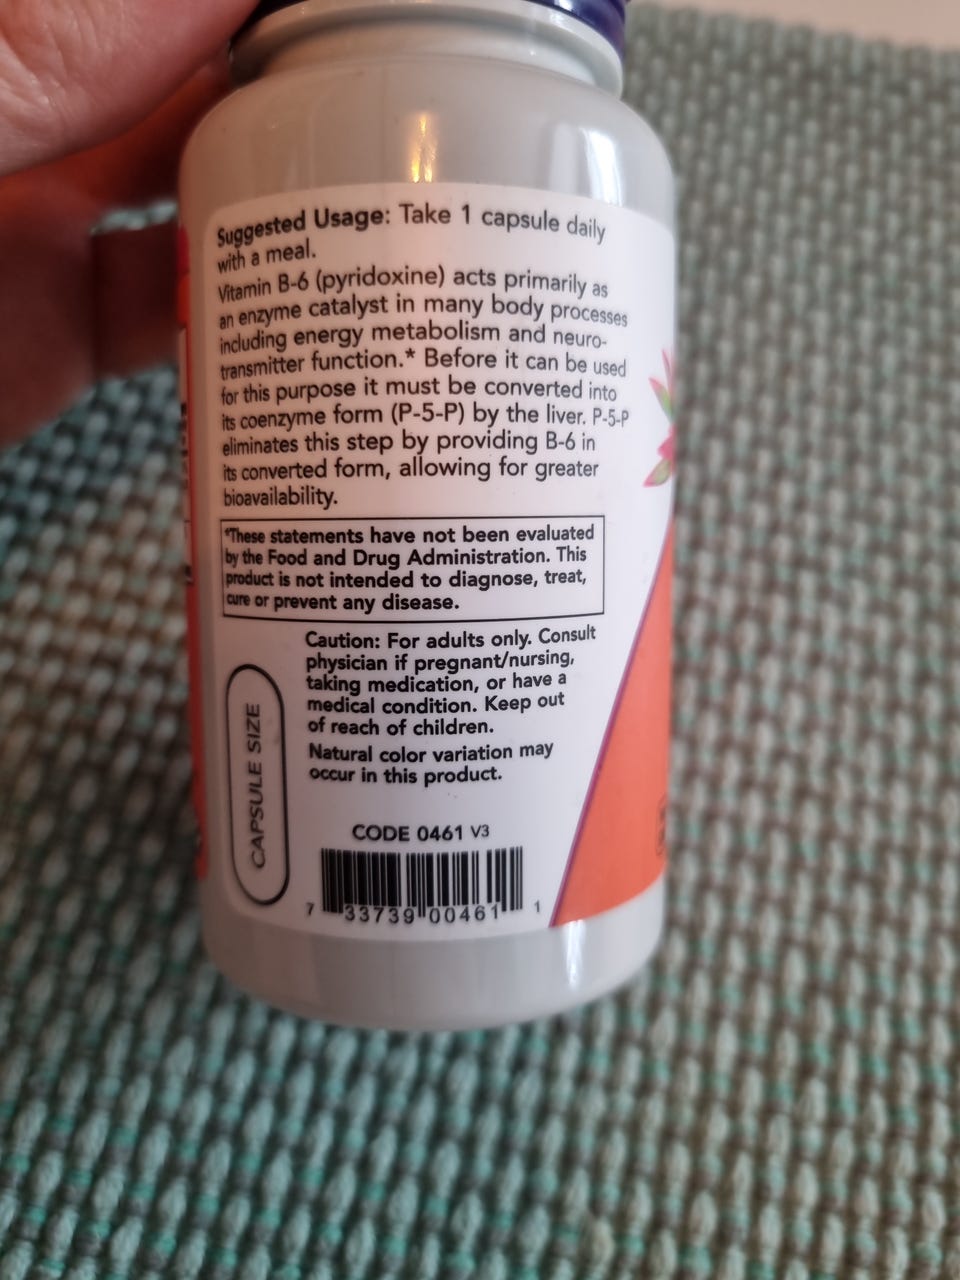 Suggested Usage: Take 1 capsule daily
with a meal.
Vitamin B-6 (pyridoxine) acts primarily as
an enzyme catalyst in many body processes
including energy metabolism and neuro-
transmitter function.* Before it can be used
for this purpose it must be converted into
its coenzyme form (P-5-P) by the liver. P-5-P
eliminates this step by providing B-6 in
its converted form, allowing for greater
bioavailability.
*These statements have not been evaluated
by the Food and Drug Administration. This
product is not intended to diagnose, treat,
cure or prevent any disease.
CAPSULE SIZE
Caution: For adults only. Consult
physician if pregnant/nursing,
taking medication, or have a
medical condition. Keep out
of reach of children.
Natural color variation may
occur in this product.
CODE 0461 V3
7 33739 00461 1